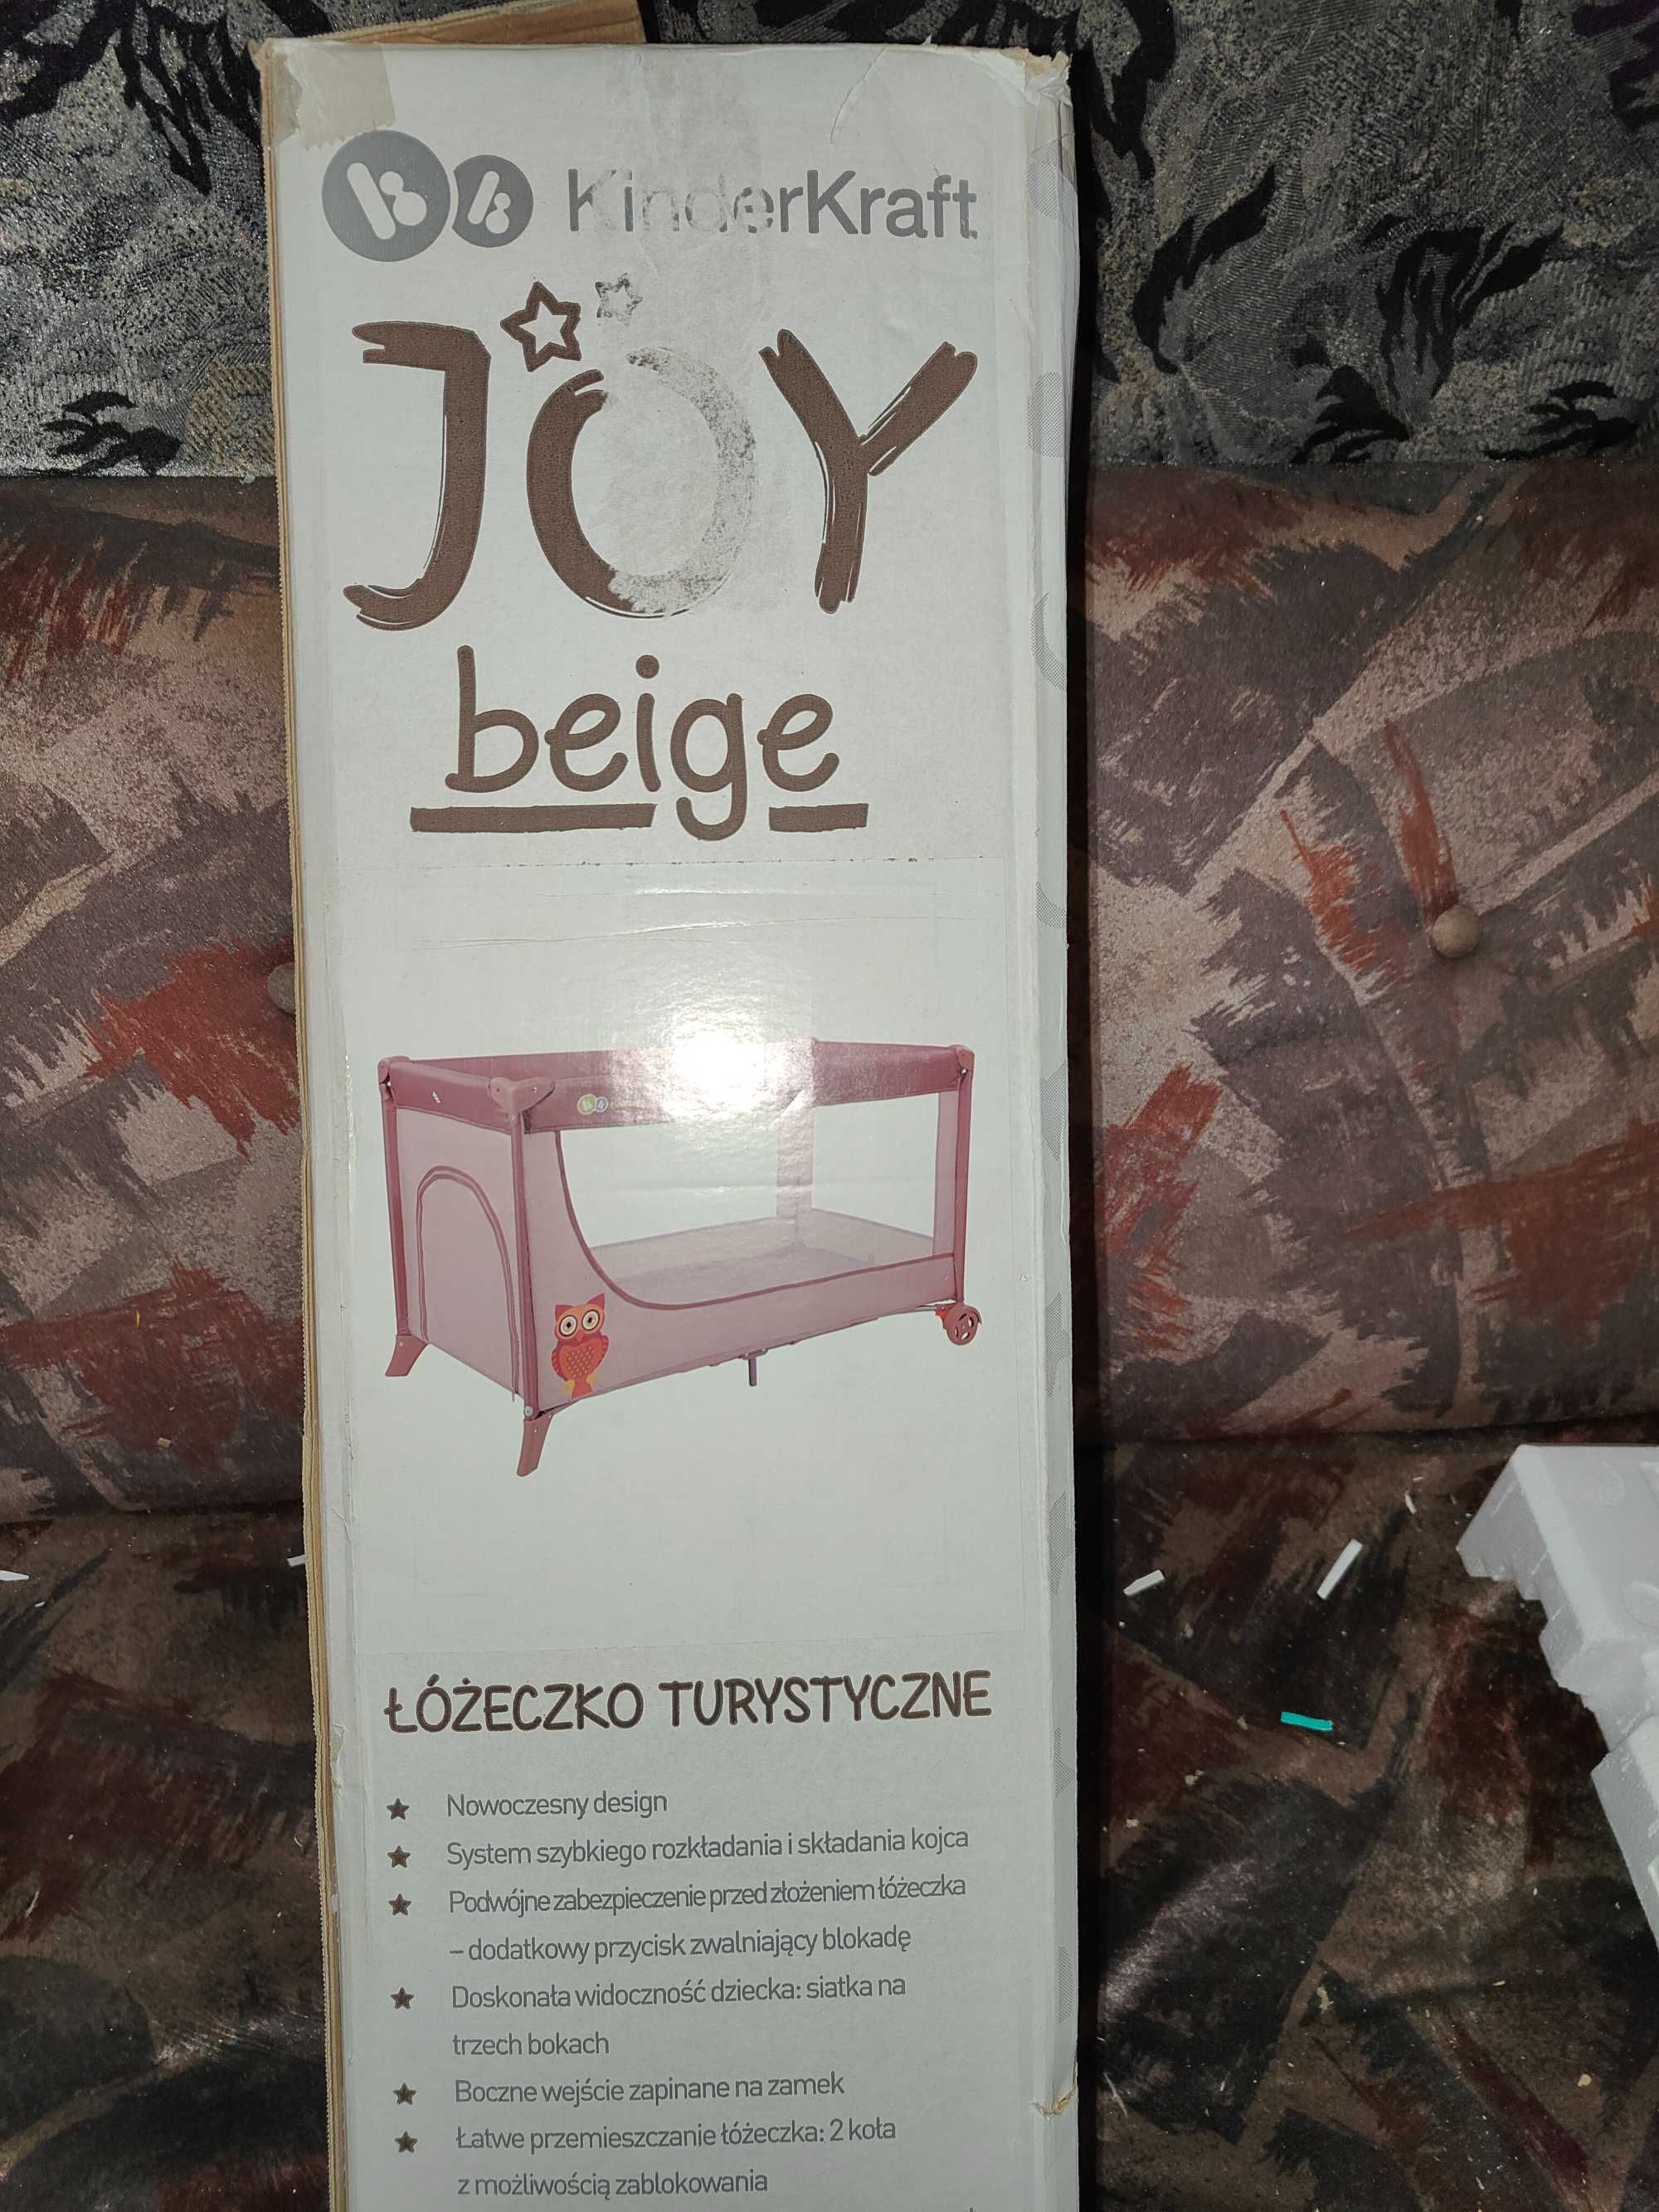 KinderKraft
JOY
beige
ŁÓŻECZKO TURYSTYCZNE
Nowoczesny design
System szybkiego rozkładania i składania kojca
Podwójne zabezpieczenie przed złożeniem łóżeczka
– dodatkowy przycisk zwalniający blokadę
Doskonała widoczność dziecka: siatka na
trzech bokach
Boczne wejście zapinane na zamek
Łatwe przemieszczanie łóżeczka: 2 koła
z możliwością zablokowania